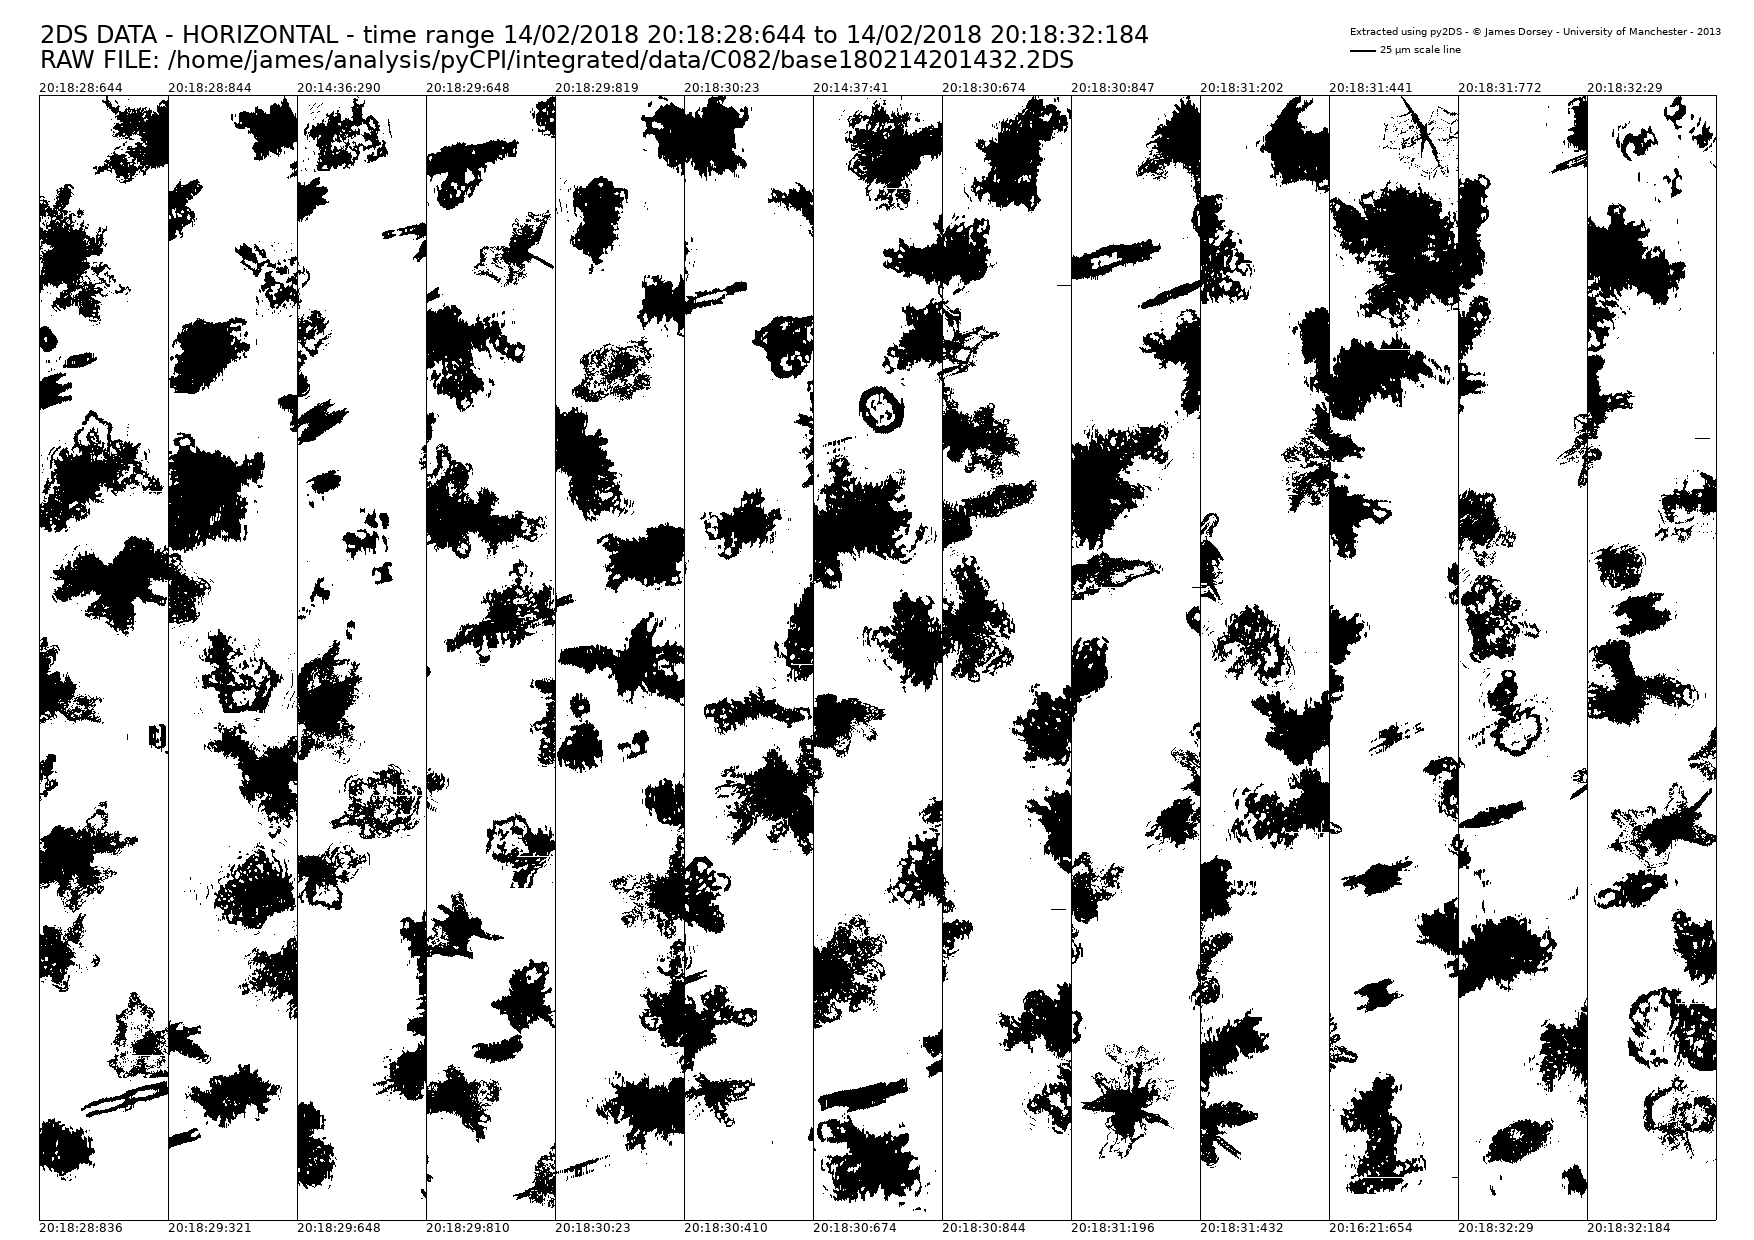 2DS DATA - HORIZONTAL - time range 14/02/2018 20:18:28:644 to 14/02/2018 20:18:32:184
RAW FILE: /home/james/analysis/pyCPI/integrated/data/C082/base180214201432.2DS
Extracted using py2DS - © James Dorsey - University of Manchester - 2013
25 µm scale line
20:18:28:644 20:18:28:844 20:14:36:290 20:18:29:648 20:18:29:819 20:18:30:23 20:14:37:41 20:18:30:674 20:18:30:847 20:18:31:202 20:18:31:441 20:18:31:772 20:18:32:29
20:18:28:836 20:18:29:321 20:18:29:648 20:18:29:810 20:18:30:23 20:18:30:410 20:18:30:674 20:18:30:844 20:18:31:196 20:18:31:432 20:16:21:654 20:18:32:29 20:18:32:184